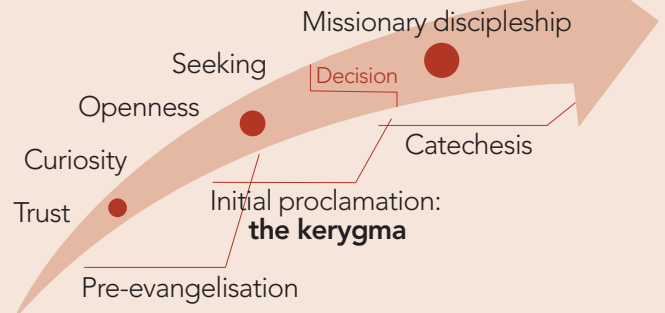 Missionary discipleship
Seeking
Decision
Openness
Catechesis
Curiosity
Initial proclamation:
Trust
the kerygma
Pre-evangelisation